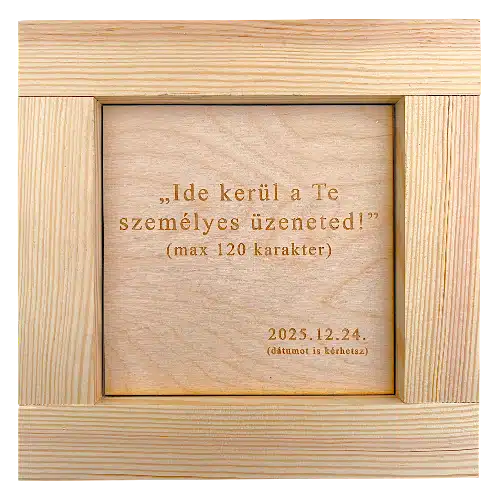 „Ide kerül a Te
személyes üzeneted!”
(max 120 karakter)
2025.12.24.
(dátumot is kérhetsz)